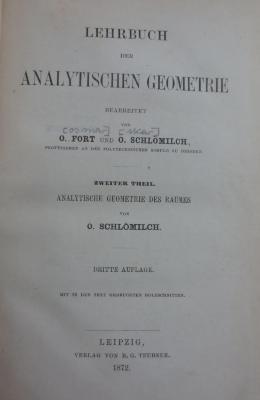 LEHRBUCH
DER
ANALYTISCHEN GEOMETRIE
BEARBEITET
VON
O. FORT UND O. SCHLÖMILCH,
PROFESSOREN AN DER POLYTECHNISCHEN SCHULE ZU DRESDEN
ZWEITER THEIL.
ANALYTISCHE GEOMETRIE DES RAUMES
VON
O. SCHLÖMILCH.
DRITTE AUFLAGE.
MIT IN DEN TEXT GEDRUCKTEN HOLZSCHNITTEN.
LEIPZIG,
VERLAG VON B. G. TEUBNER.
1872.